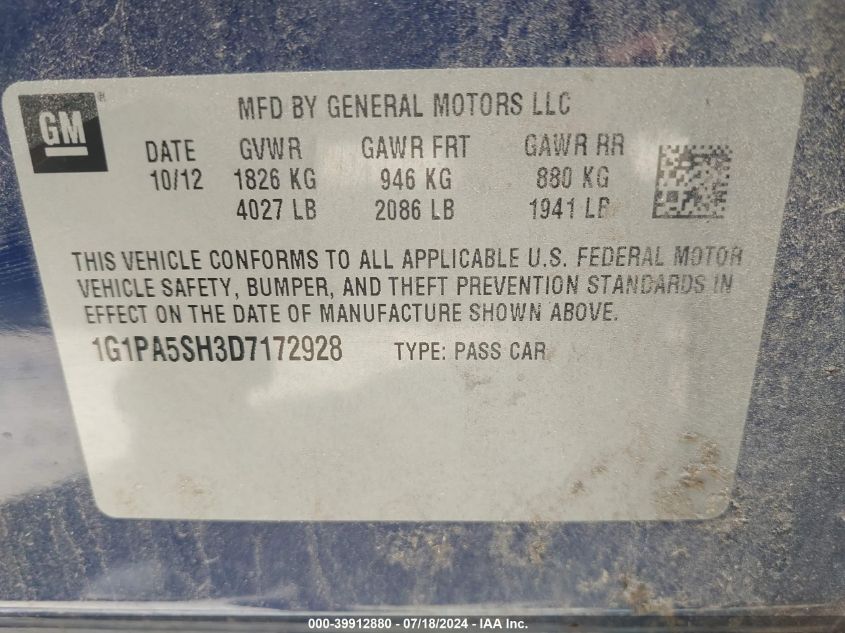 GM
MFD BY GENERAL MOTORS LLC
DATE GVWR GAWR FRT GAWR RR
10/12 1826 KG 946 KG 880 KG
4027 LB 2086 LB 1941 LB
THIS VEHICLE CONFORMS TO ALL APPLICABLE U.S. FEDERAL MOTOR
VEHICLE SAFETY, BUMPER, AND THEFT PREVENTION STANDARDS IN
EFFECT ON THE DATE OF MANUFACTURE SHOWN ABOVE.
1G1PA5SH3D7172928 TYPE: PASS CAR
000-39912880 - 07/18/2024 - IAA Inc.